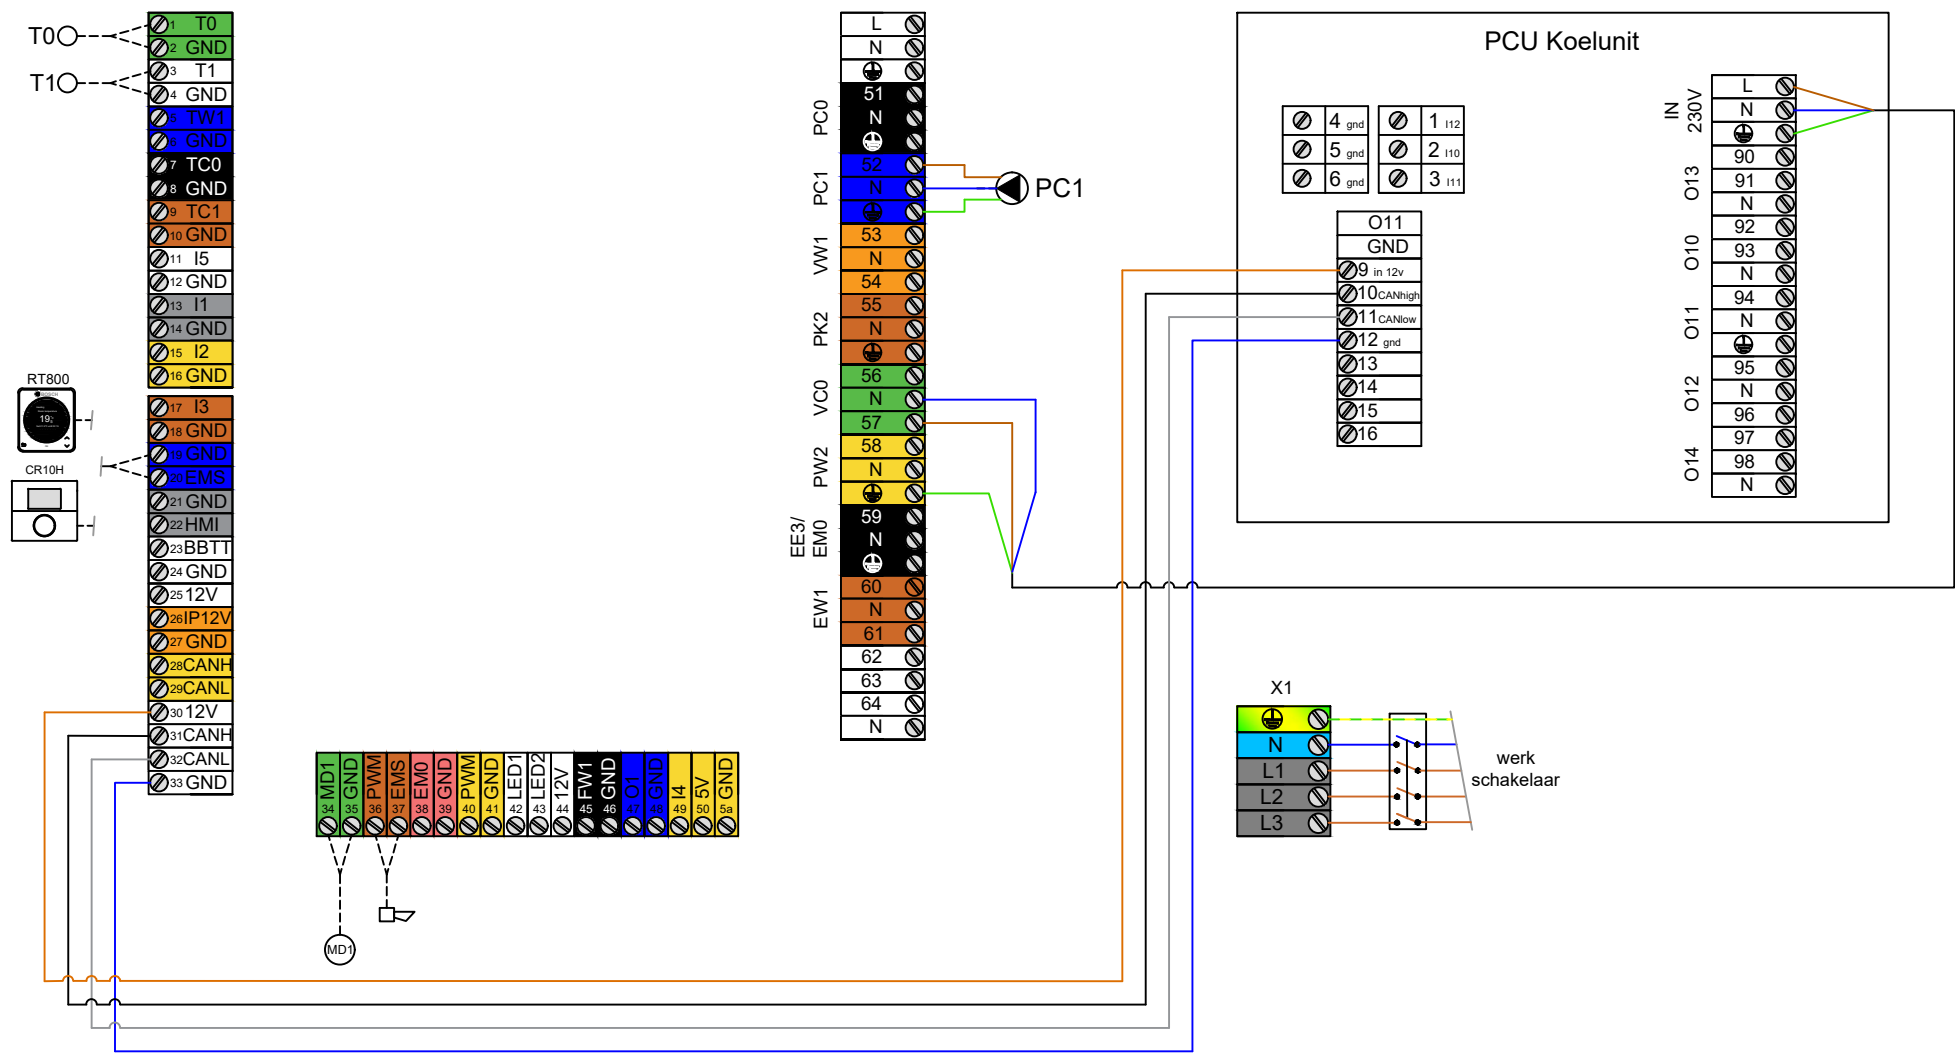 T0
T1
1 T0
2 GND
3 T1
4 GND
5 TW1
6 GND
7 TC0
8 GND
9 TC1
10 GND
11 I5
12 GND
13 I1
14 GND
15 I2
16 GND
17 I3
18 GND
19 GND
20 EMS
21 GND
22 HMI
23 BBTT
24 GND
25 12V
26 IP12V
27 GND
28 CANH
29 CANL
30 12V
31 CANH
32 CANL
33 GND
RT800
19
CR10H
MD1 34
GND 35
PWM 36
EMS 37
EM0 38
GND 39
PWM 40
GND 41
LED1 42
LED2 43
12V 44
FW1 45
GND 46
O1 47
GND 48
I4 49
5V 50
GND 5a
MD1
L
N
PC0
51
N
PC1
52
N
VW1
53
N
54
PK2
55
N
VC0
56
N
57
PW2
58
N
EE3/
EM0
59
N
EW1
60
N
61
62
63
64
N
PC1
PCU Koelunit
4 gnd
5 gnd
6 gnd
1 I12
2 I10
3 I11
O11
GND
9 in 12v
10 CANhigh
11 CANlow
12 gnd
13
14
15
16
IN
230V
L
N
O13
90
91
N
O10
92
93
N
O11
94
N
O12
95
N
96
O14
97
98
N
X1
N
L1
L2
L3
werk
schakelaar